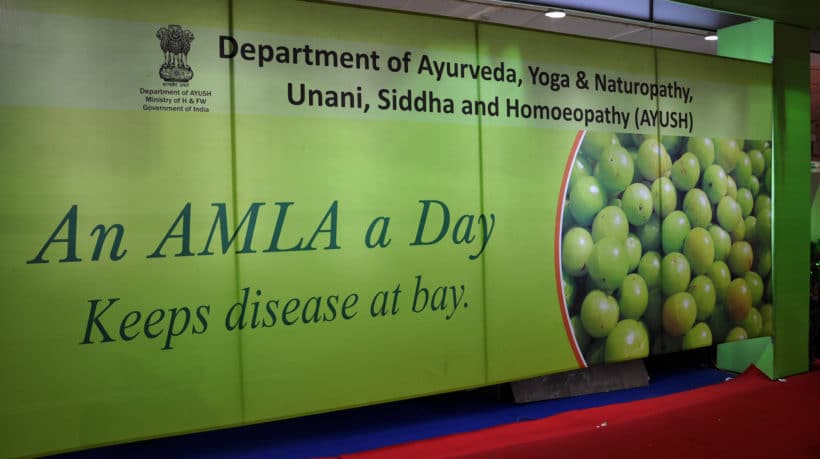 Department of Ayurveda, Yoga & Naturopathy,
Unani, Siddha and Homoeopathy (AYUSH)
Department of AYUSH
Ministry of H & FW
Government of India
An AMLA a Day
Keeps disease at bay.